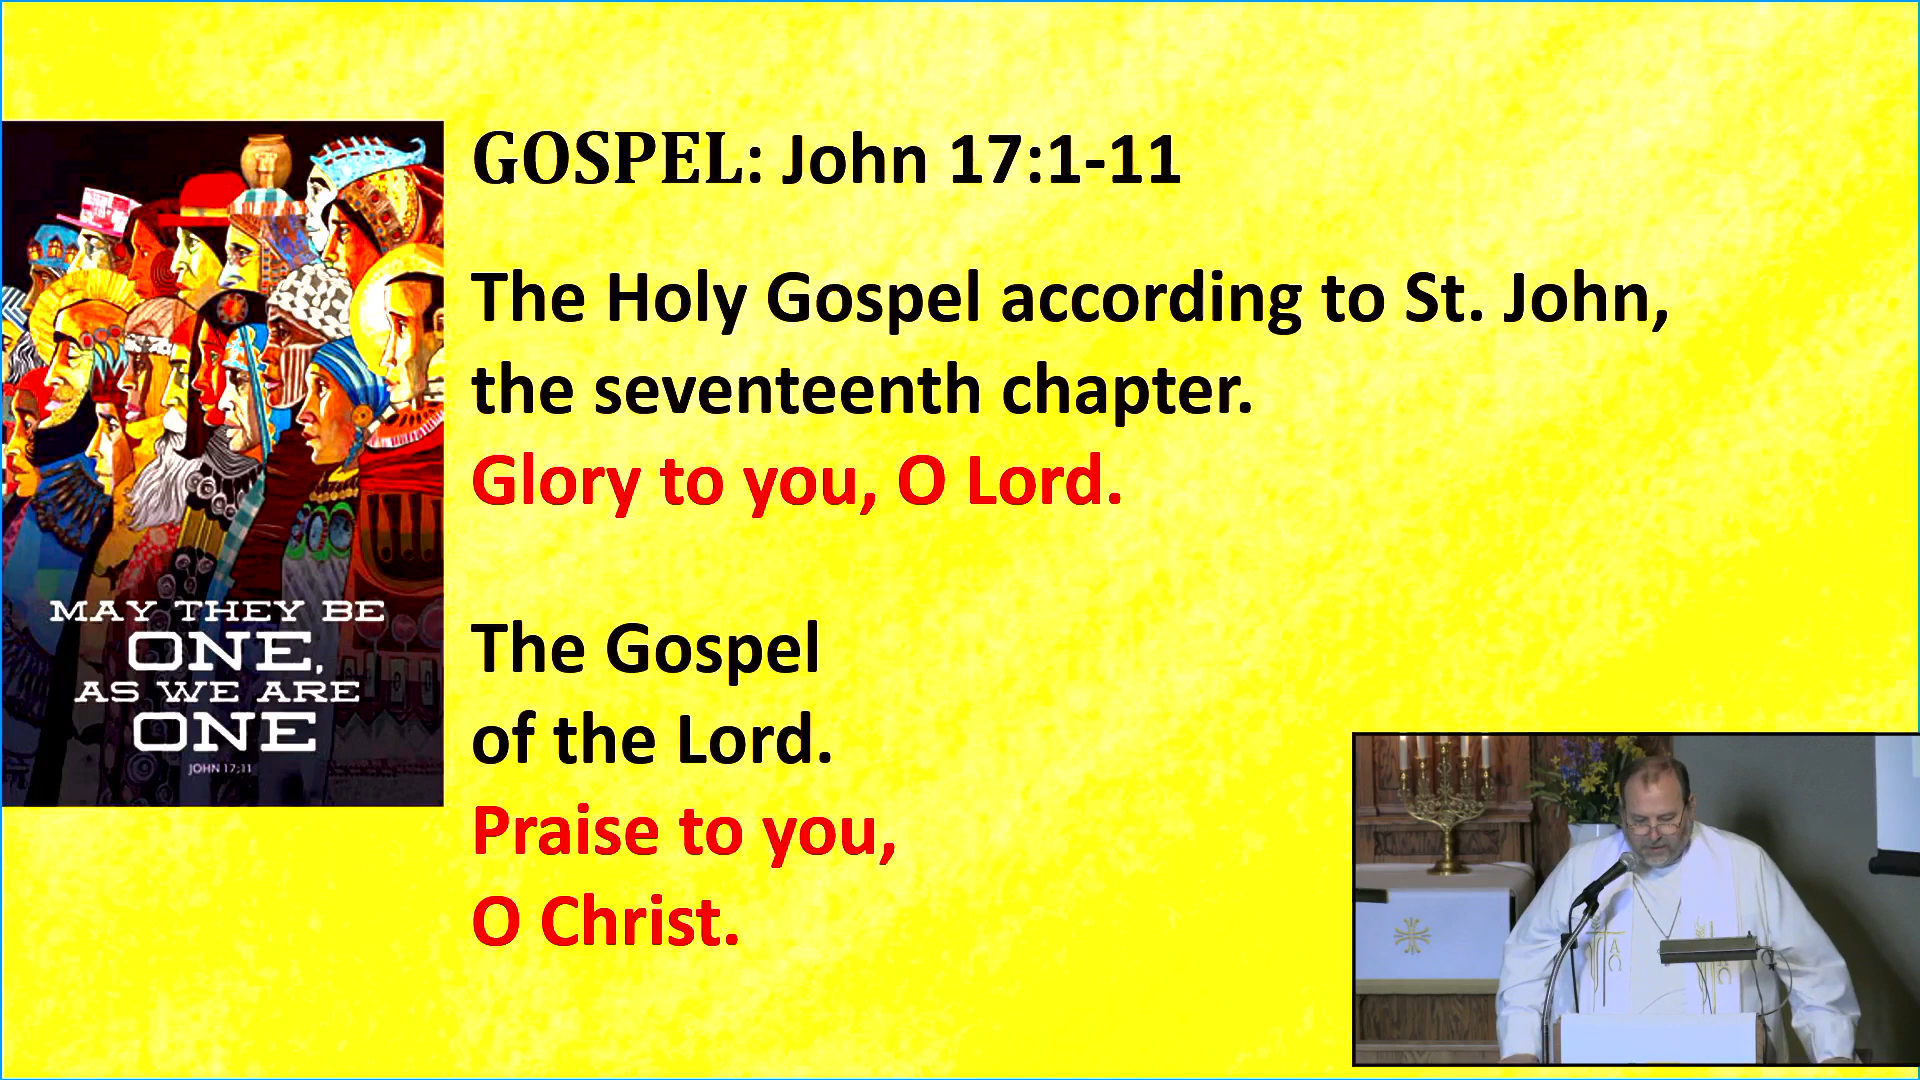 GOSPEL: John 17:1-11
The Holy Gospel according to St. John,
the seventeenth chapter.
Glory to you, O Lord.
The Gospel
of the Lord.
Praise to you,
O Christ.
MAY THEY BE
ONE,
AS WE ARE
ONE
JOHN 17:11
ΑΩ